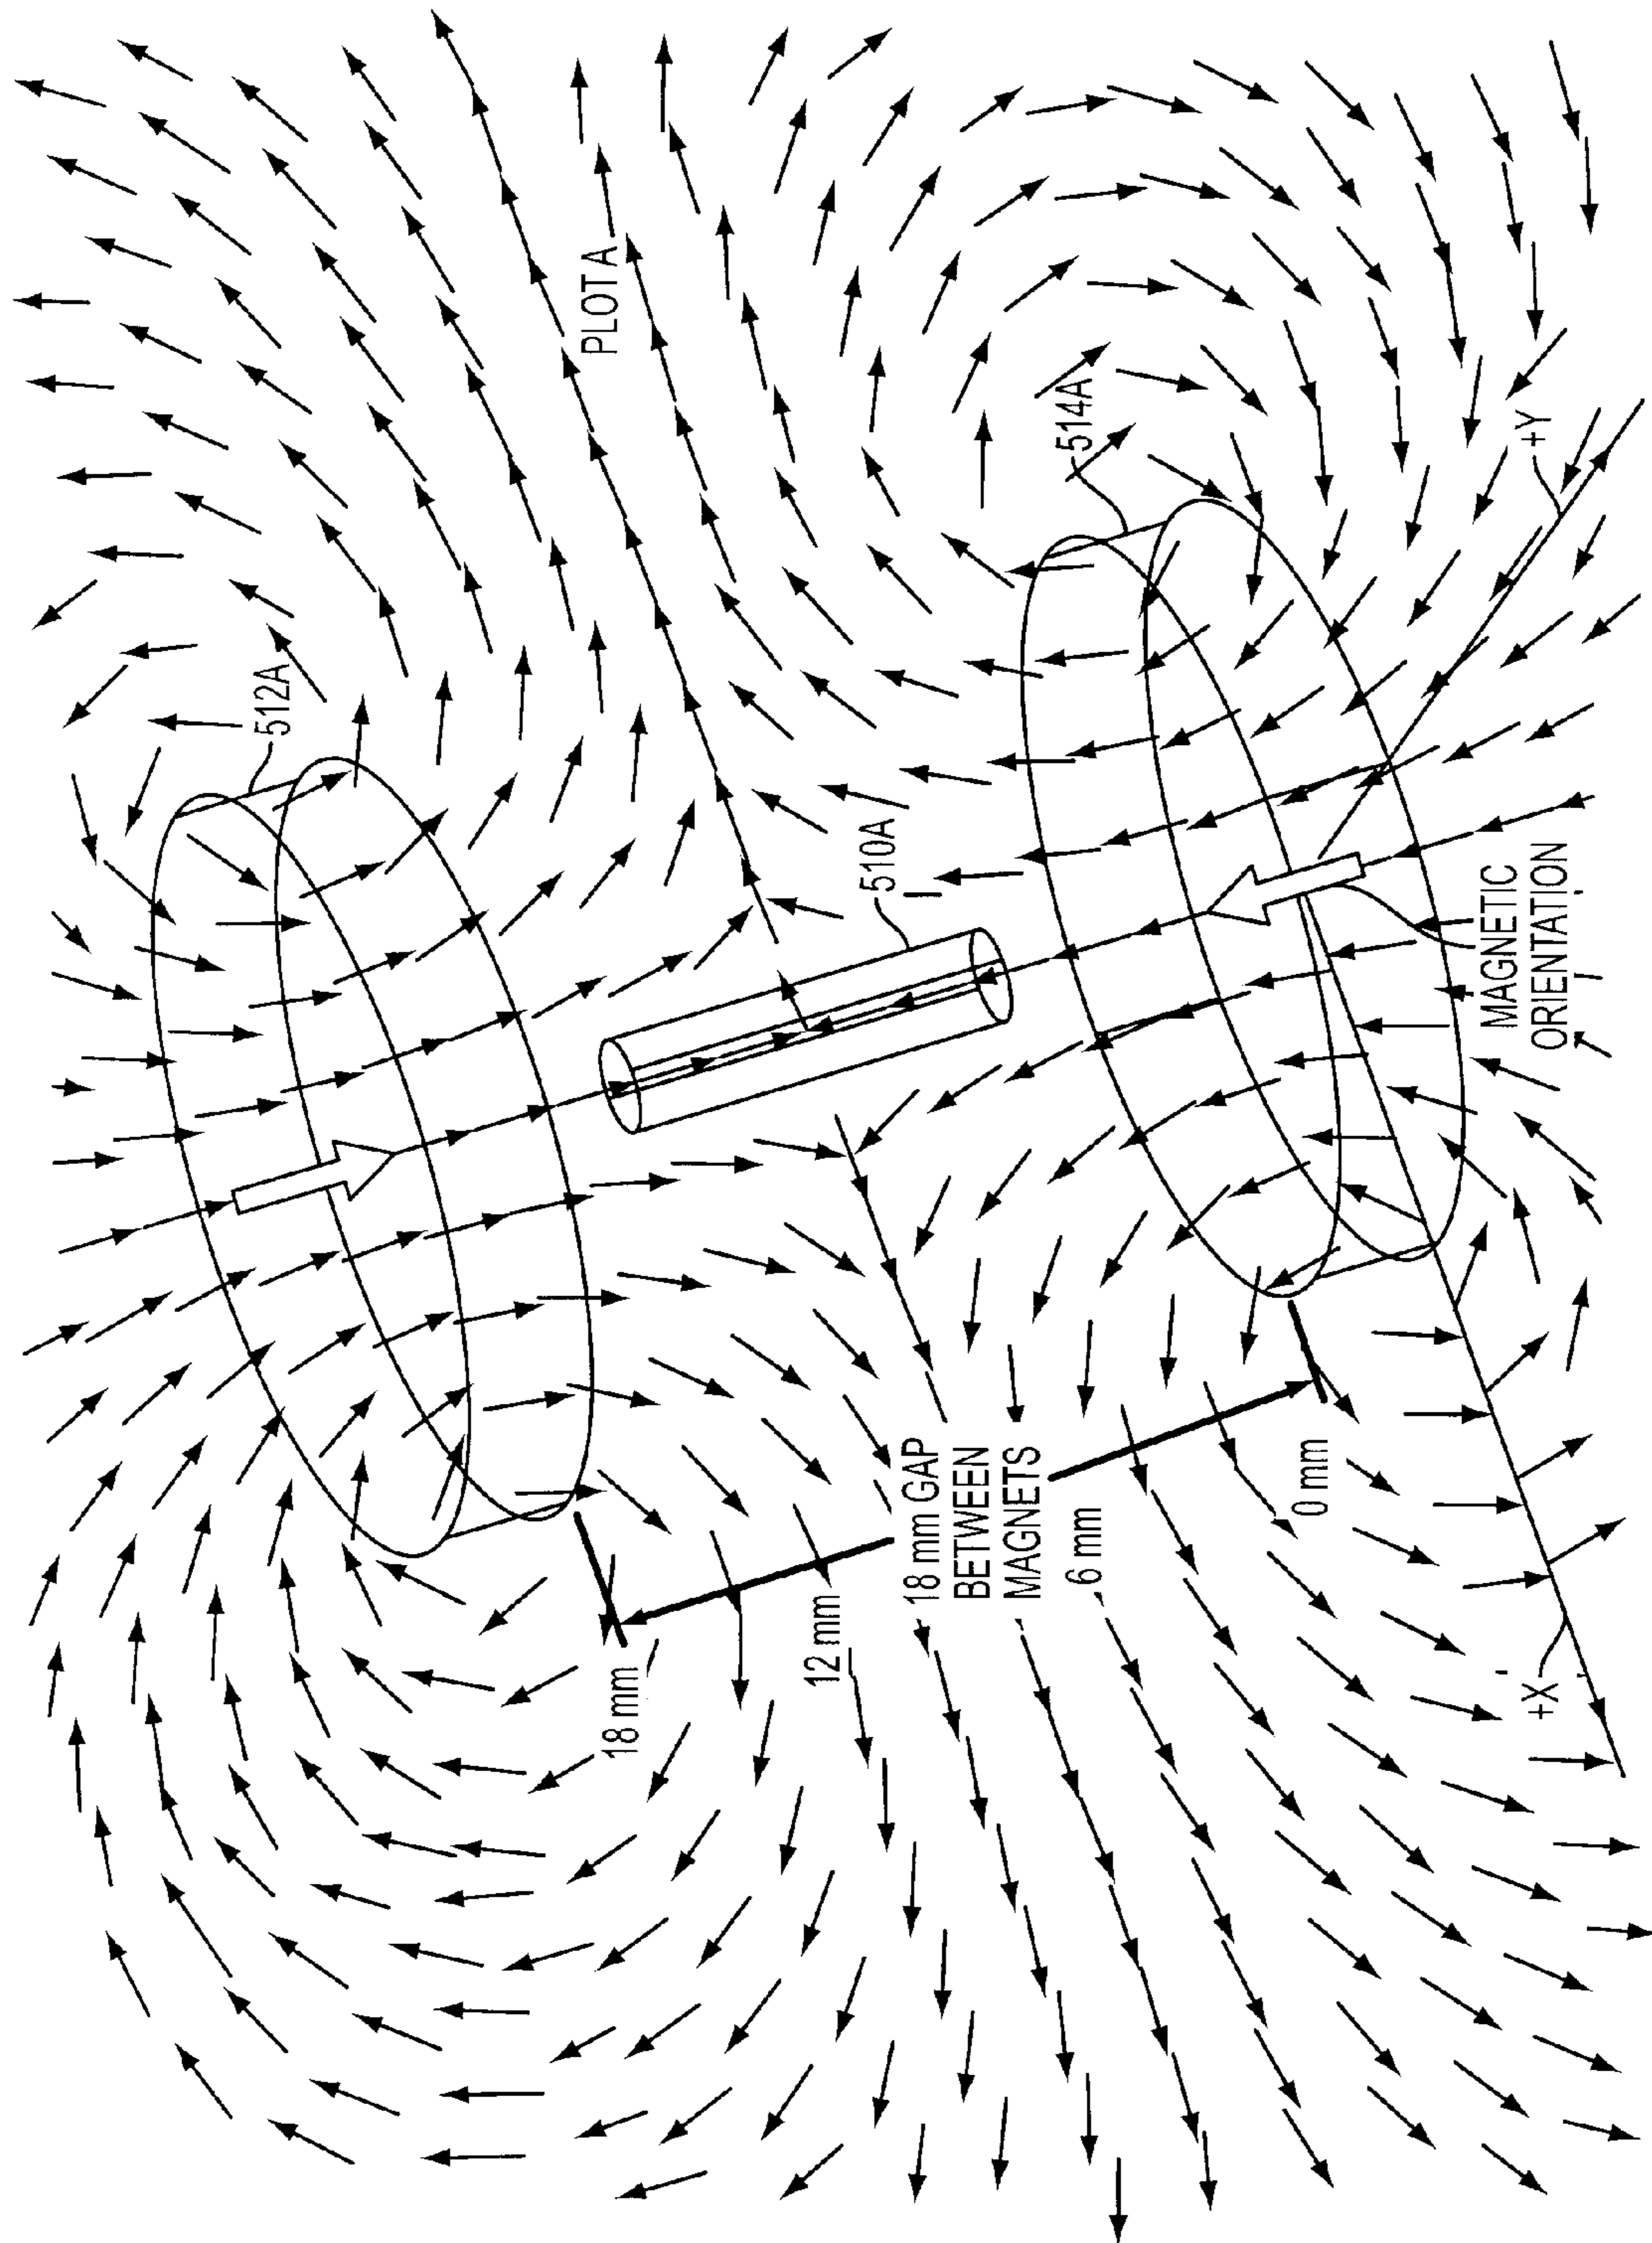 PLOT A
512A
514A
510A
+Y
MAGNETIC
ORIENTATION
18 mm GAP
BETWEEN
MAGNETS
18 mm
12 mm
6 mm
0 mm
+X